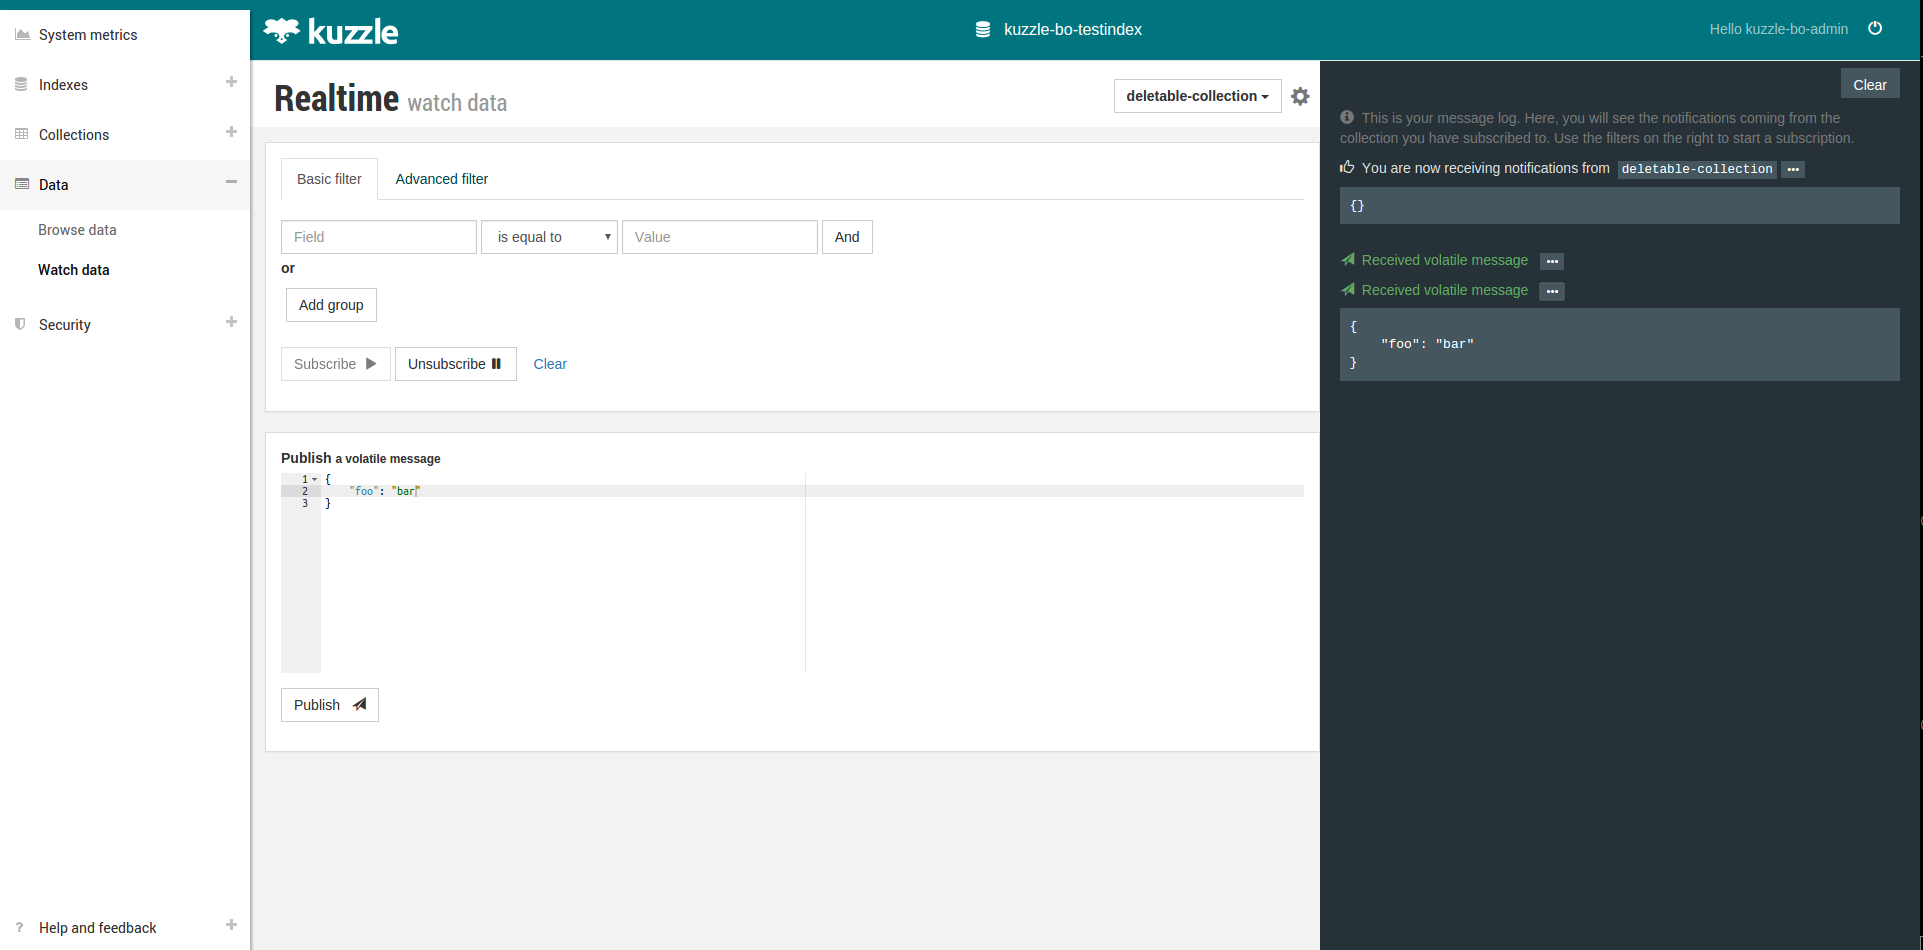 kuzzle
kuzzle-bo-testindex
Hello kuzzle-bo-admin
System metrics
Indexes
Collections
Data
Browse data
Watch data
Security
? Help and feedback
Realtime watch data
deletable-collection
Basic filter
Advanced filter
Field
is equal to
Value
And
or
Add group
Subscribe
Unsubscribe
Clear
Publish a volatile message
1 {
2 "foo": "bar"
3 }
Publish
Clear
This is your message log. Here, you will see the notifications coming from the
collection you have subscribed to. Use the filters on the right to start a subscription.
You are now receiving notifications from deletable-collection •••
{}
Received volatile message •••
Received volatile message •••
{
"foo": "bar"
}